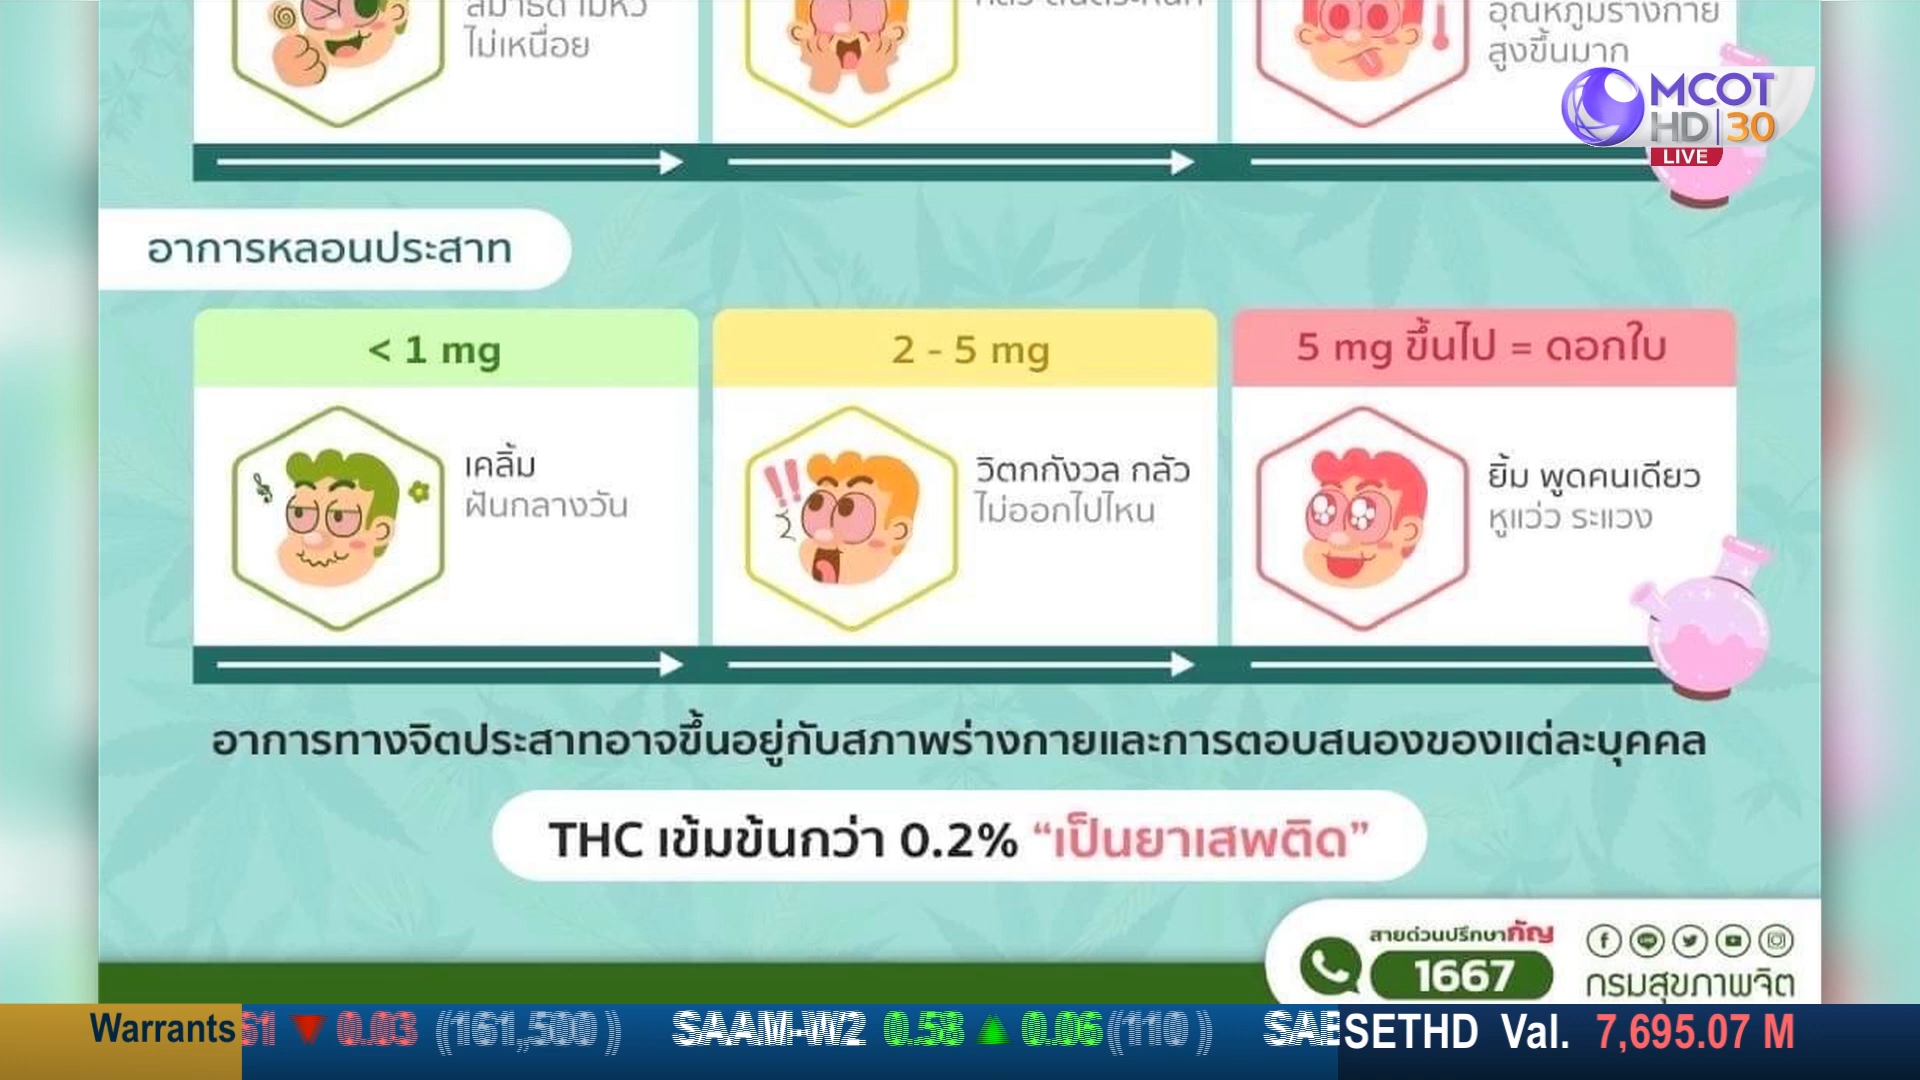 ไม่เหนื่อย
อุณหภูมิร่างกาย
สูงขึ้นมาก
MCOT
HD 30
LIVE
อาการหลอนประสาท
< 1 mg
2 - 5 mg
5 mg ขึ้นไป = ดอกใบ
เคลิ้ม
ฝันกลางวัน
วิตกกังวล กลัว
ไม่ออกไปไหน
ยิ้ม พูดคนเดียว
หูแว่ว ระแวง
อาการทางจิตประสาทอาจขึ้นอยู่กับสภาพร่างกายและการตอบสนองของแต่ละบุคคล
THC เข้มข้นกว่า 0.2% “เป็นยาเสพติด”
สายด่วนปรึกษากัญ
1667
กรมสุขภาพจิต
Warrants 61 ▼ 0.03 (161,500) SAAM-W2 0.53 ▲ 0.06 (110) SETHD Val. 7,695.07 M